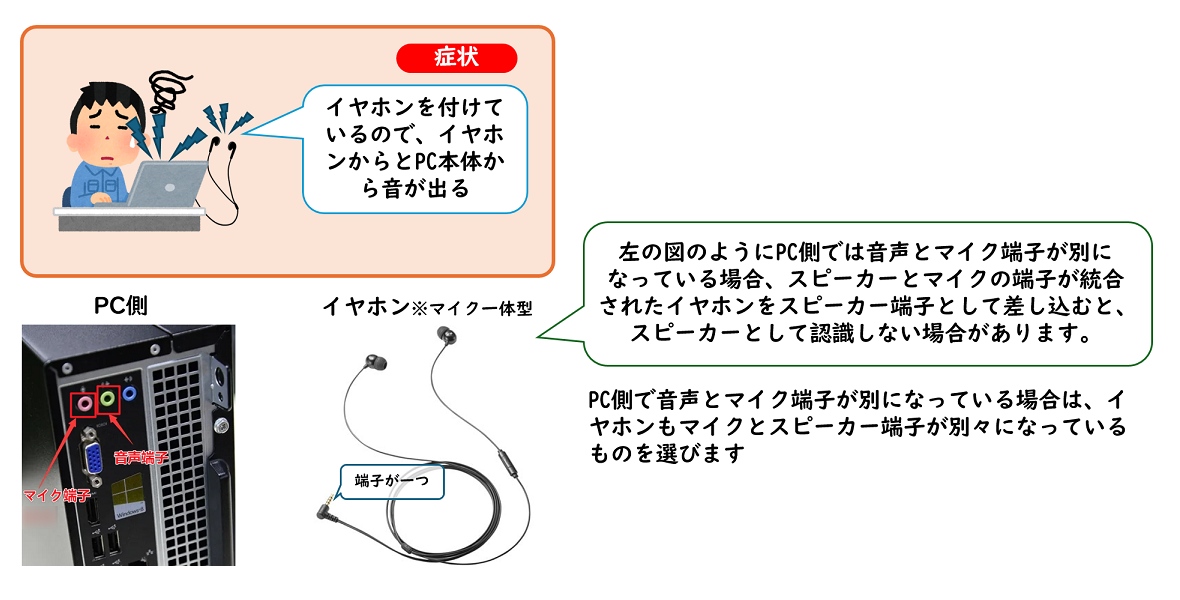 症状
イヤホンを付けて
いるので、イヤホ
ンからとPC本体か
ら音が出る
左の図のようにPC側では音声とマイク端子が別に
なっている場合、スピーカーとマイクの端子が統合
されたイヤホンをスピーカー端子として差し込むと、
スピーカーとして認識しない場合があります。
PC側
イヤホン※マイク一体型
PC側で音声とマイク端子が別になっている場合は、イ
ヤホンもマイクとスピーカー端子が別々になっている
ものを選びます
音声端子
マイク端子
端子が一つ
Windows 8